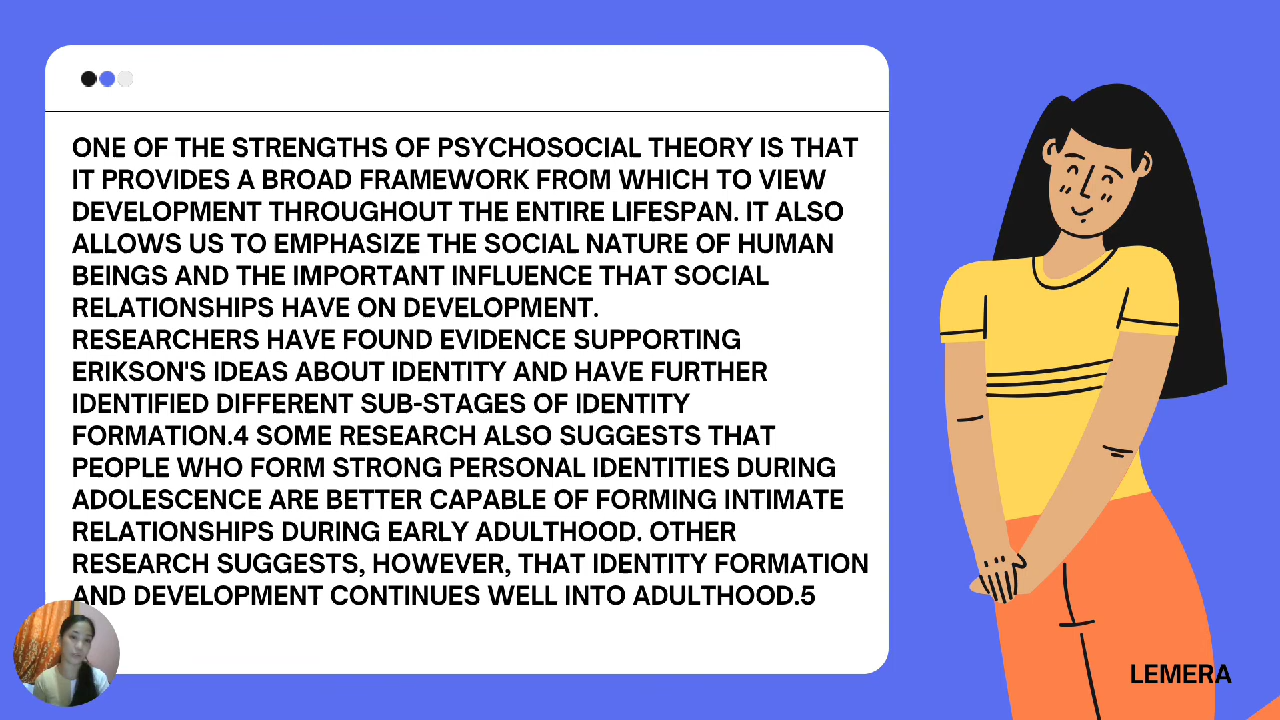 ONE OF THE STRENGTHS OF PSYCHOSOCIAL THEORY IS THAT
IT PROVIDES A BROAD FRAMEWORK FROM WHICH TO VIEW
DEVELOPMENT THROUGHOUT THE ENTIRE LIFESPAN. IT ALSO
ALLOWS US TO EMPHASIZE THE SOCIAL NATURE OF HUMAN
BEINGS AND THE IMPORTANT INFLUENCE THAT SOCIAL
RELATIONSHIPS HAVE ON DEVELOPMENT.
RESEARCHERS HAVE FOUND EVIDENCE SUPPORTING
ERIKSON'S IDEAS ABOUT IDENTITY AND HAVE FURTHER
IDENTIFIED DIFFERENT SUB-STAGES OF IDENTITY
FORMATION.4 SOME RESEARCH ALSO SUGGESTS THAT
PEOPLE WHO FORM STRONG PERSONAL IDENTITIES DURING
ADOLESCENCE ARE BETTER CAPABLE OF FORMING INTIMATE
RELATIONSHIPS DURING EARLY ADULTHOOD. OTHER
RESEARCH SUGGESTS, HOWEVER, THAT IDENTITY FORMATION
AND DEVELOPMENT CONTINUES WELL INTO ADULTHOOD.5
LEMERA